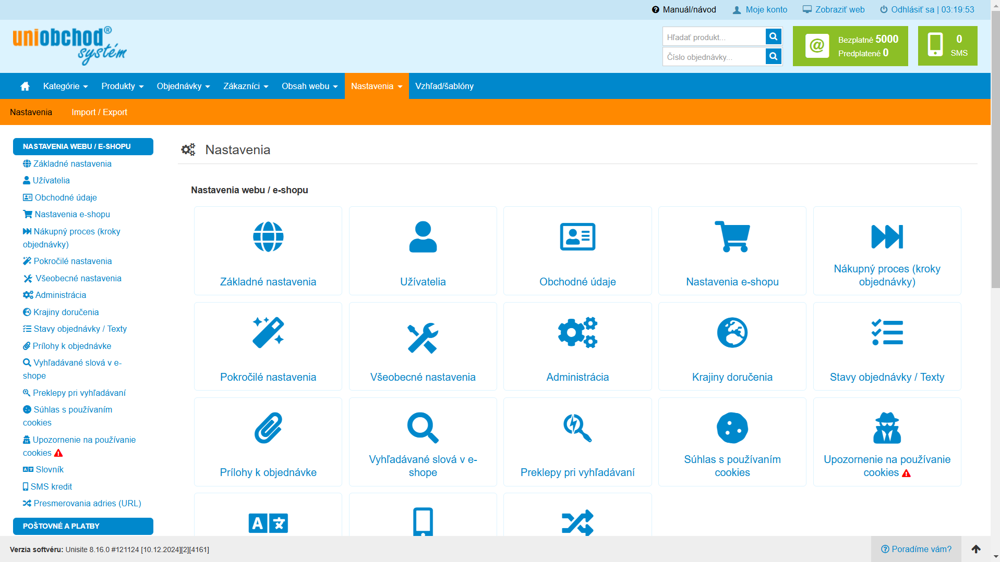 Manuál/návod
Moje konto
Zobraziť web
Odhlásiť sa | 03:19:53
uniobchod®
systém
Hľadať produkt...
Číslo objednávky...
@
Bezplatné 5000
Predplatené 0
0
SMS
Kategórie
Produkty
Objednávky
Zákazníci
Obsah webu
Nastavenia
Vzhľad/šablóny
Nastavenia
Import / Export
NASTAVENIA WEBU / E-SHOPU
Základné nastavenia
Užívatelia
Obchodné údaje
Nastavenia e-shopu
Nákupný proces (kroky
objednávky)
Pokročilé nastavenia
Všeobecné nastavenia
Administrácia
Krajiny doručenia
Stavy objednávky / Texty
Prílohy k objednávke
Vyhľadávané slová v e-
shope
Preklepy pri vyhľadávaní
Súhlas s používaním
cookies
Upozornenie na používanie
cookies
Slovník
SMS kredit
Presmerovania adries (URL)
POŠTOVNÉ A PLATBY
Nastavenia
Nastavenia webu / e-shopu
Základné nastavenia
Užívatelia
Obchodné údaje
Nastavenia e-shopu
Nákupný proces (kroky
objednávky)
Pokročilé nastavenia
Všeobecné nastavenia
Administrácia
Krajiny doručenia
Stavy objednávky / Texty
Prílohy k objednávke
Vyhľadávané slová v e-
shope
Preklepy pri vyhľadávaní
Súhlas s používaním
cookies
Upozornenie na používanie
cookies
A 文
Verzia softvéru: Unisite 8.16.0 #121124 [10.12.2024][2][4161]
Poradíme vám?